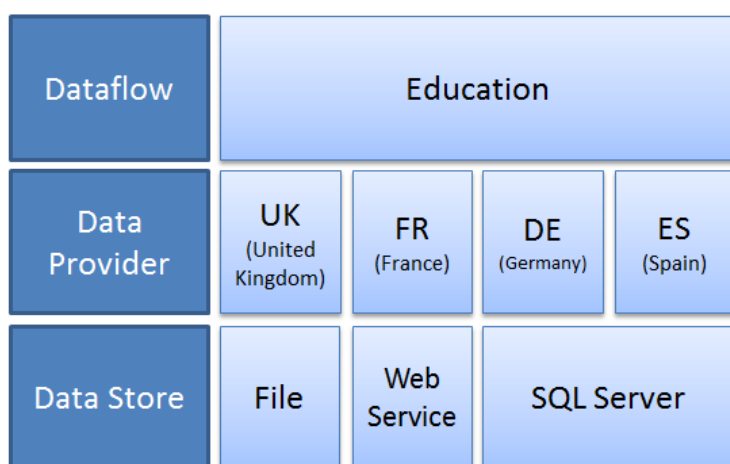 Dataflow
Education
Data
Provider
UK
(United
Kingdom)
FR
(France)
DE
(Germany)
ES
(Spain)
Data Store
File
Web
Service
SQL Server